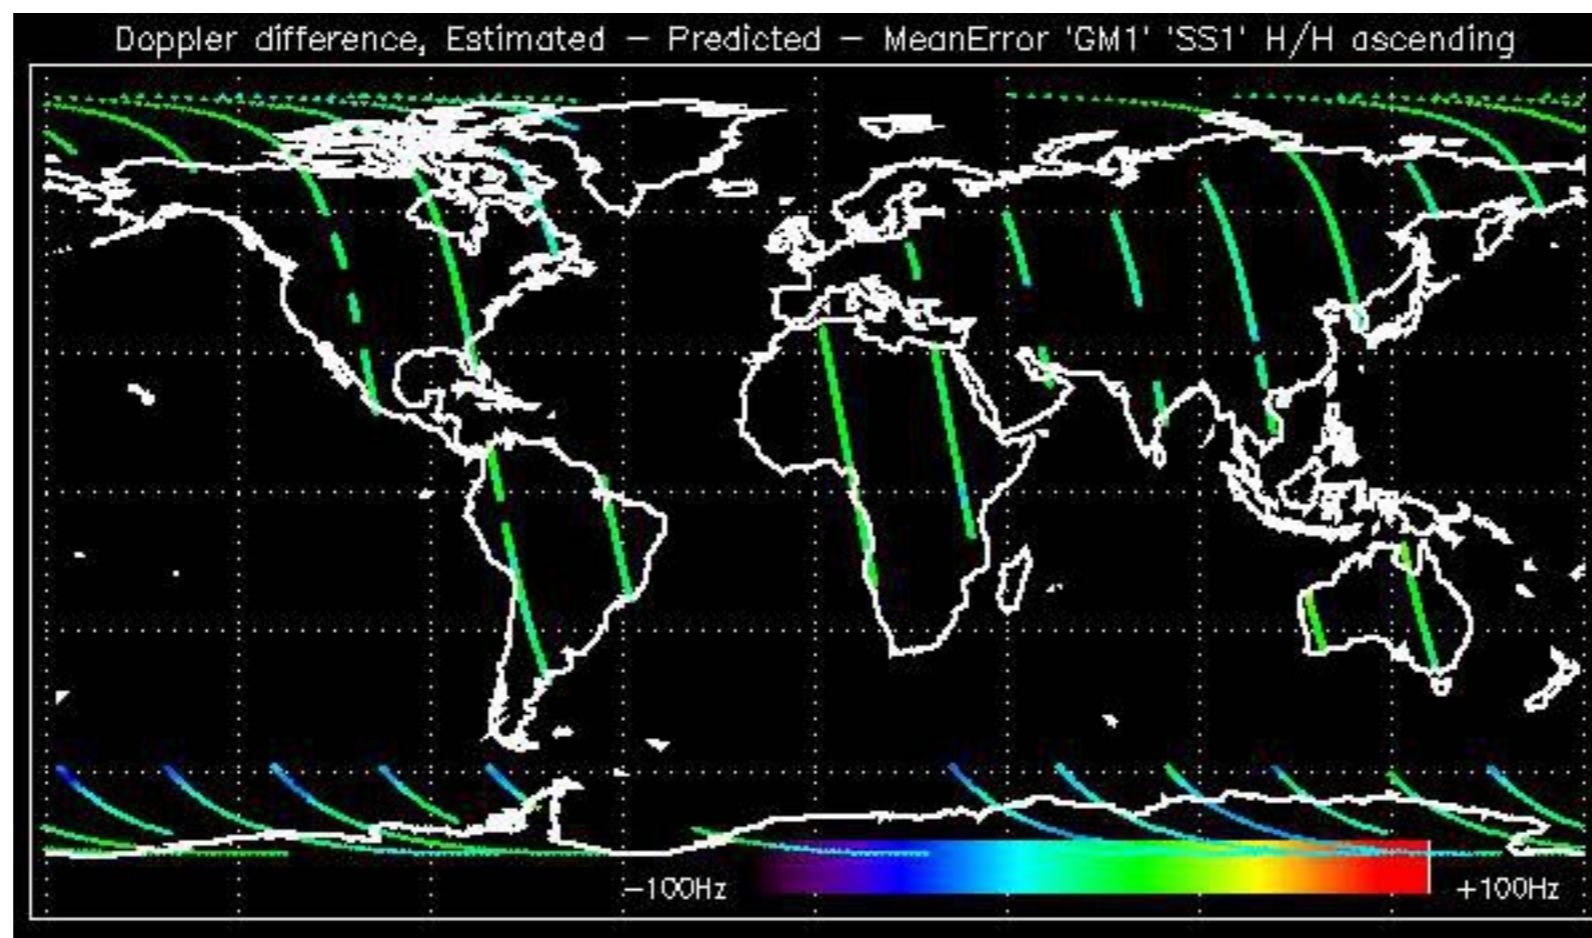 Doppler difference, Estimated − Predicted − MeanError 'GM1' 'SS1' H/H ascending
−100Hz
+100Hz